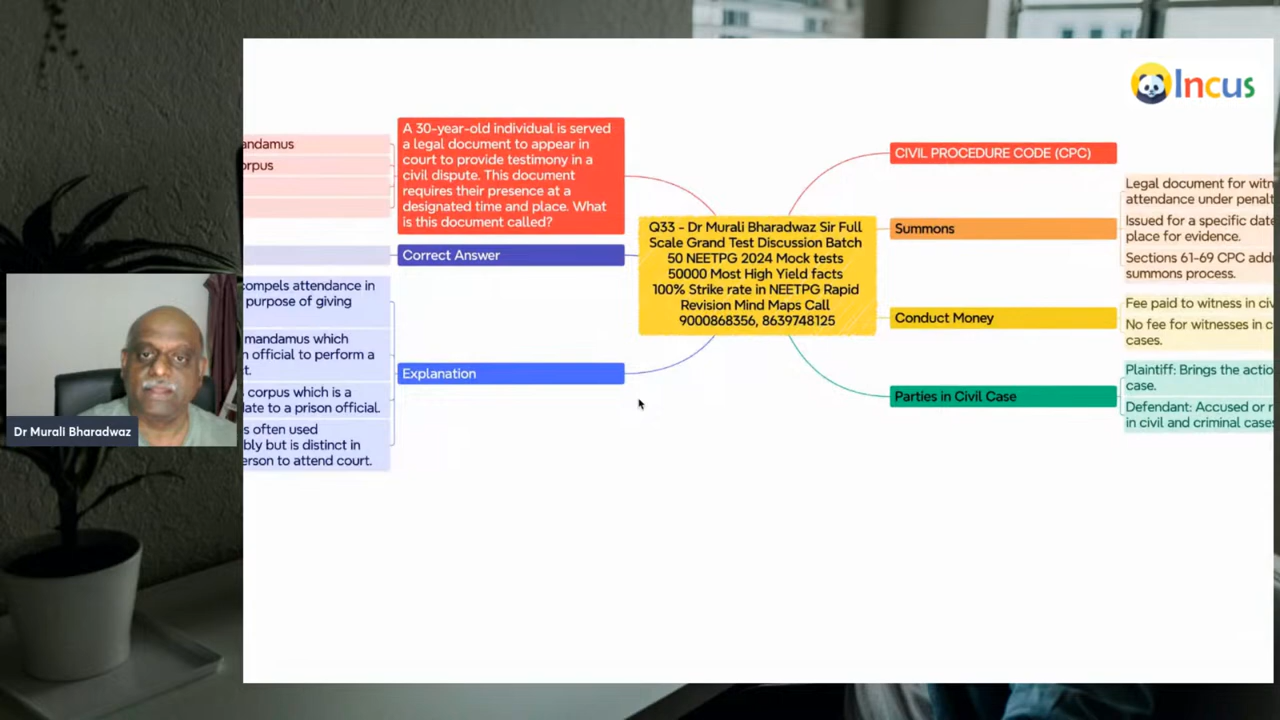 Incus
andamus
orpus
A 30-year-old individual is served
a legal document to appear in
court to provide testimony in a
civil dispute. This document
requires their presence at a
designated time and place. What
is this document called?
Correct Answer
compels attendance in
purpose of giving
mandamus which
n official to perform a
t.
corpus which is a
late to a prison official.
s often used
bly but is distinct in
erson to attend court.
Explanation
Q33 - Dr Murali Bharadwaz Sir Full
Scale Grand Test Discussion Batch
50 NEETPG 2024 Mock tests
50000 Most High Yield facts
100% Strike rate in NEETPG Rapid
Revision Mind Maps Call
9000868356, 8639748125
CIVIL PROCEDURE CODE (CPC)
Summons
Legal document for witn
attendance under penalt
Issued for a specific date
place for evidence.
Sections 61-69 CPC add
summons process.
Conduct Money
Fee paid to witness in civ
No fee for witnesses in c
cases.
Parties in Civil Case
Plaintiff: Brings the actio
case.
Defendant: Accused or r
in civil and criminal cases
Dr Murali Bharadwaz